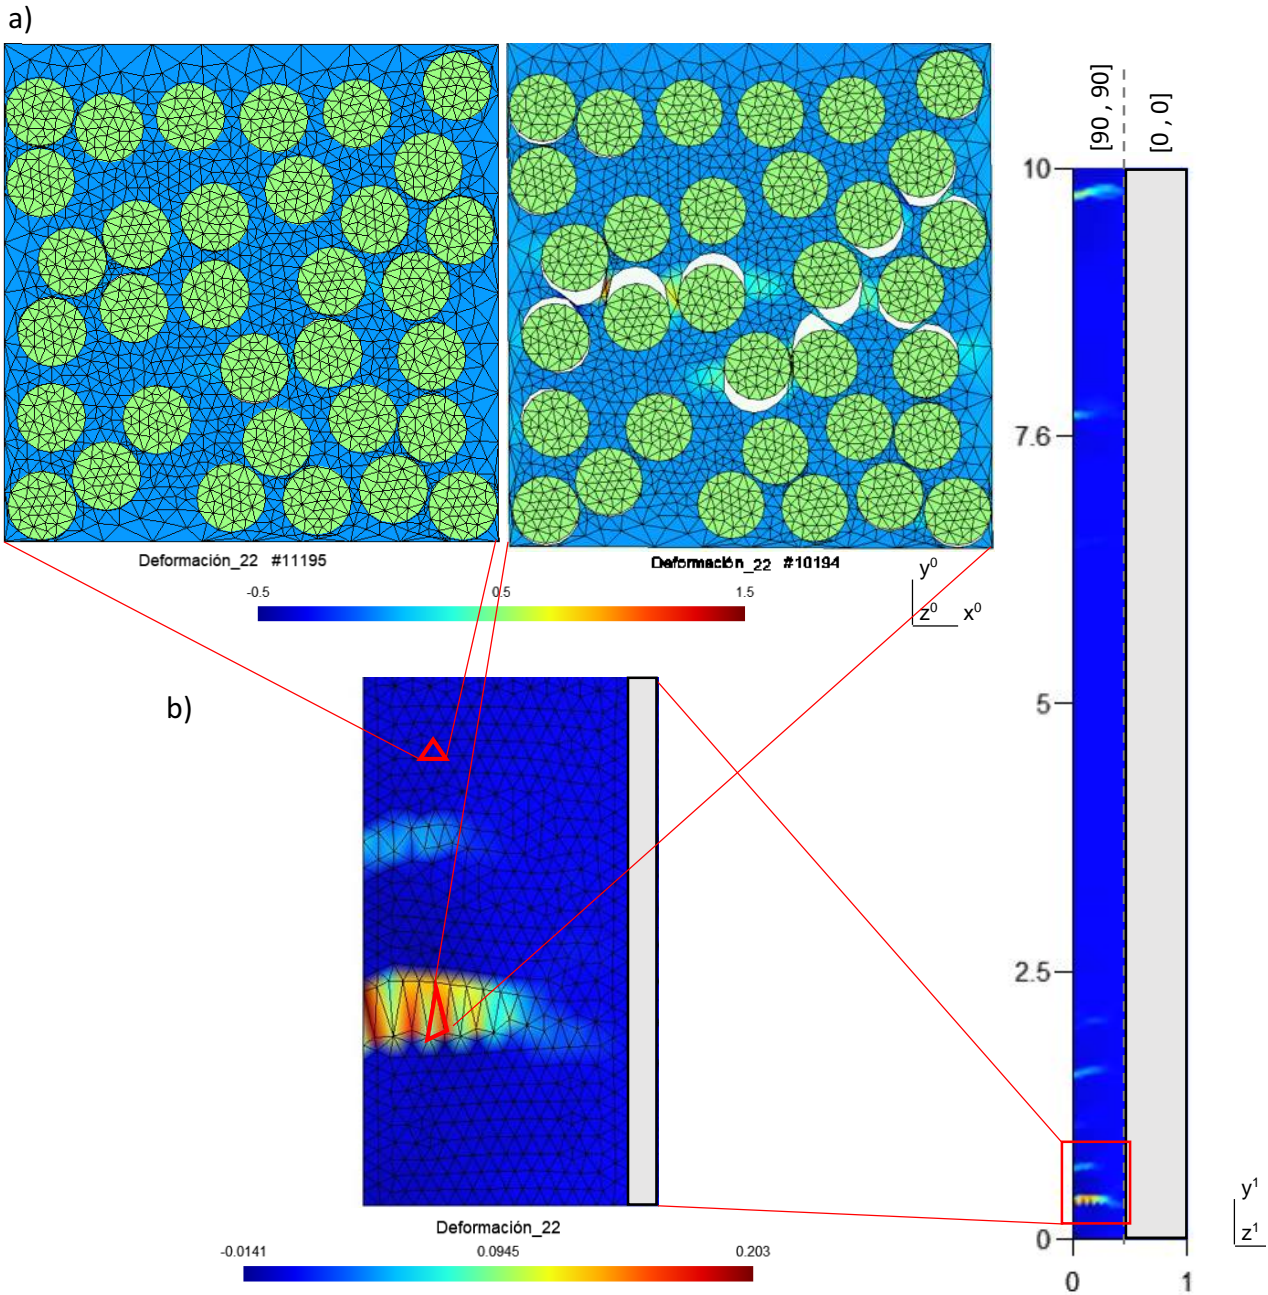 a)
[90 , 90]
[0 , 0]
10
7.6
5
2.5
0
0
1
Deformación_22 #11195
Deformación_22
-0.5
0.5
1.5
y⁰
z⁰ x⁰
b)
Deformación_22
-0.0141
0.0945
0.203
y¹
z¹